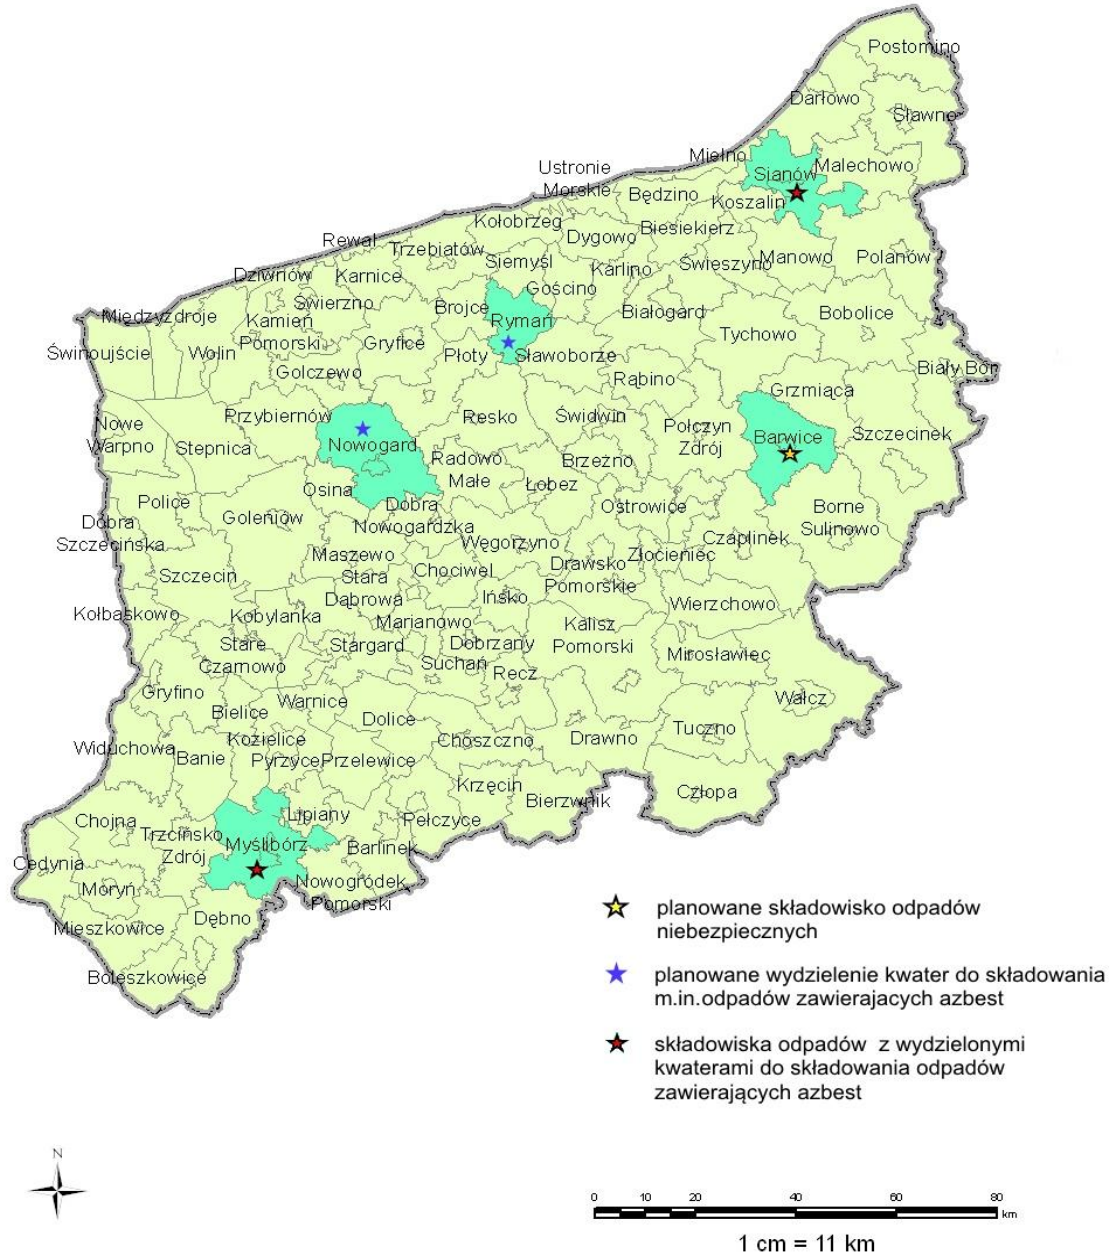 Postomino
Darłowo
Sławno
Mielno
Malechowo
Ustronie
Morskie
Sianów
Będzino
Koszalin
Kołobrzeg
Dygowo
Biesiekierz
Rewal
Trzebiatów
Siemyśl
Karlino
Świeszyno
Manowo
Polanów
Dziwnów
Karnice
Gościno
Świerzno
Brojce
Rymań
Białogard
Bobolice
Międzyzdroje
Kamień
Pomorski
Gryfice
Tychowo
Świnoujście
Wolin
Płoty
Sławoborze
Golczewo
Rąbino
Biały Bór
Grzmiąca
Przybiernów
Resko
Świdwin
Połczyn
Zdrój
Barwice
Szczecinek
Nowe
Warpno
Stepnica
Nowogard
Radowo
Małe
Brzeżno
Łobez
Osina
Dobra
Nowogardzka
Ostrowice
Borne
Sulinowo
Police
Goleniów
Dobra
Szczecińska
Węgorzyno
Czaplinek
Maszewo
Złocieniec
Szczecin
Stara
Dąbrowa
Chociwel
Drawsko
Pomorskie
Ińsko
Wierzchowo
Kołbaskowo
Kobylanka
Marianowo
Kalisz
Pomorski
Stare
Czarnowo
Stargard
Dobrzany
Suchań
Recz
Mirosławiec
Gryfino
Warnice
Wałcz
Bielice
Dolice
Tuczno
Widuchowa
Kozielice
Choszczno
Drawno
Banie
Pyrzyce
Przelewice
Krzęcin
Bierzwnik
Człopa
Chojna
Trzcińsko
Zdrój
Lipiany
Pełczyce
Myślibórz
Barlinek
Cedynia
Moryń
Nowogródek
Pomorski
Mieszkowice
Dębno
Boleszkowice
planowane składowisko odpadów
niebezpiecznych
planowane wydzielenie kwater do składowania
m.in.odpadów zawierajacych azbest
składowiska odpadów z wydzielonymi
kwaterami do składowania odpadów
zawierających azbest
N
0 10 20 40 60 80
km
1 cm = 11 km